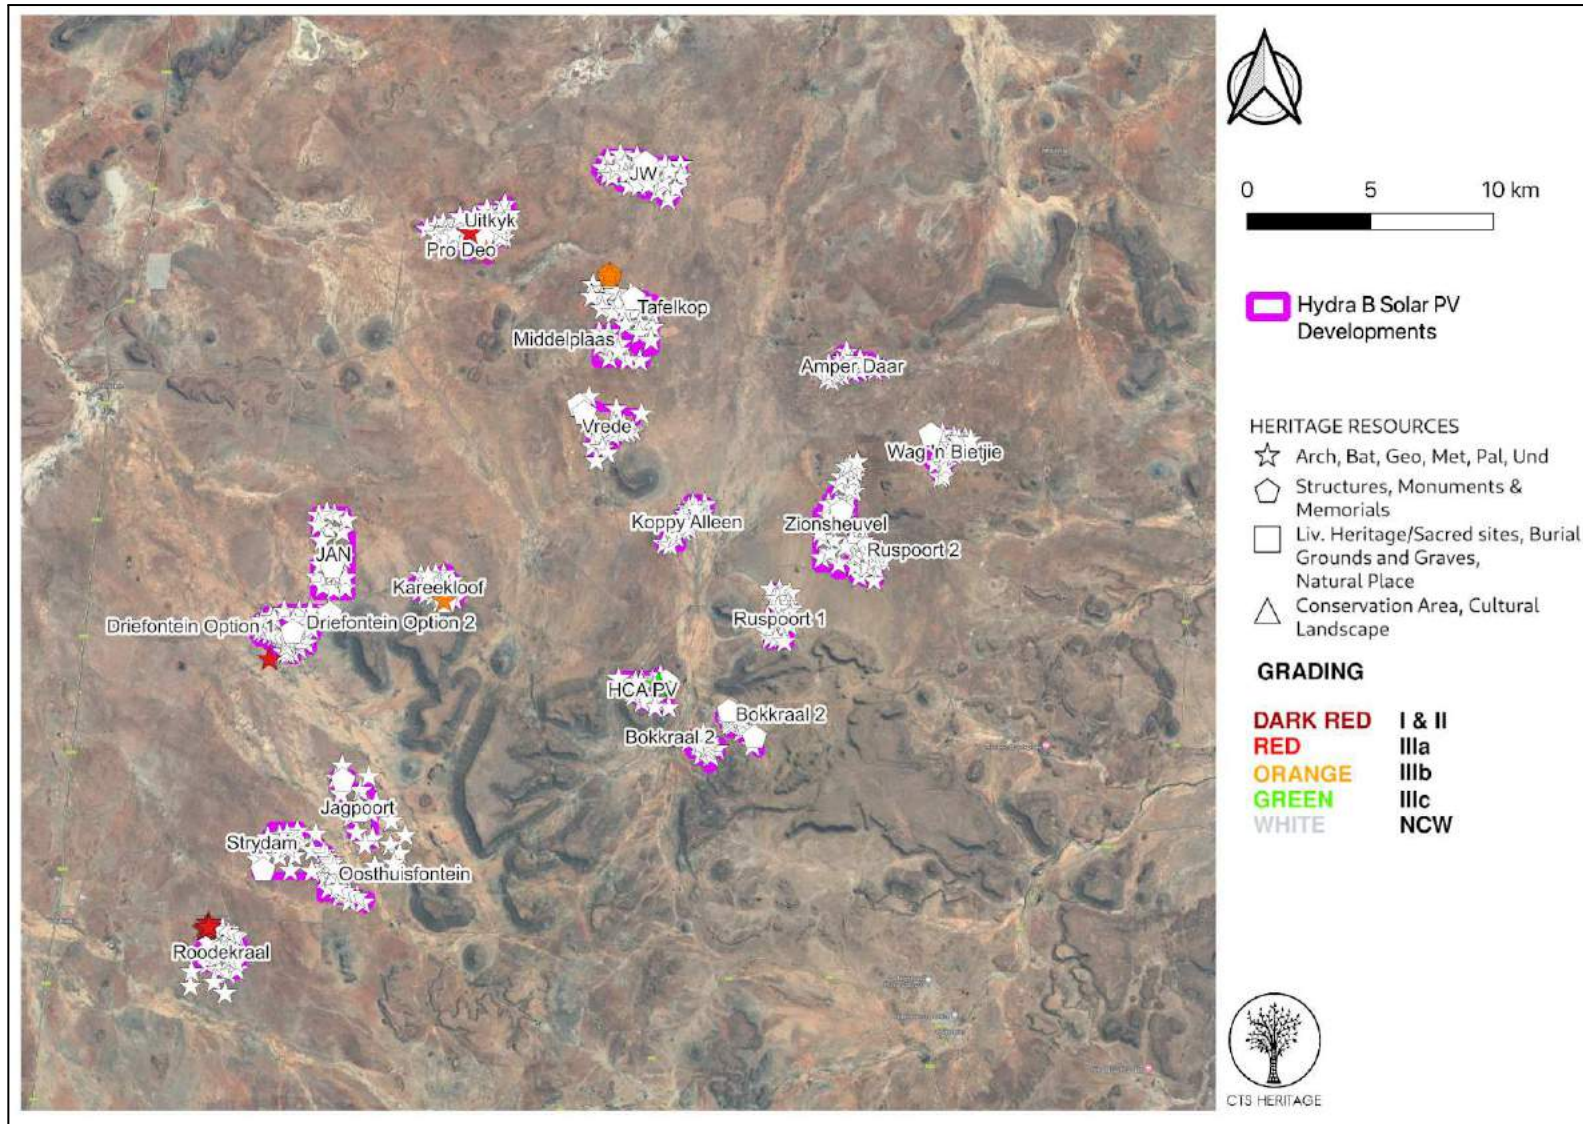 JW
Uitkyk
Pro Deo
Tafelkop
Middelplaas
Amper Daar
Vrede
Wag 'n Bietjie
Koppy Alleen
Zionsheuvel
Ruspoort 2
JAN
Kareekloof
Driefontein Option 1
Driefontein Option 2
Ruspoort 1
HCA PV
Bokkraal 2
Bokkraal 2
Jagpoort
Strydam
Oosthuisfontein
Roodekraal
0 5 10 km
Hydra B Solar PV
Developments
HERITAGE RESOURCES
Arch, Bat, Geo, Met, Pal, Und
Structures, Monuments &
Memorials
Liv. Heritage/Sacred sites, Burial
Grounds and Graves,
Natural Place
Conservation Area, Cultural
Landscape
GRADING
DARK RED I & II
RED IIIa
ORANGE IIIb
GREEN IIIc
WHITE NCW
CTS HERITAGE